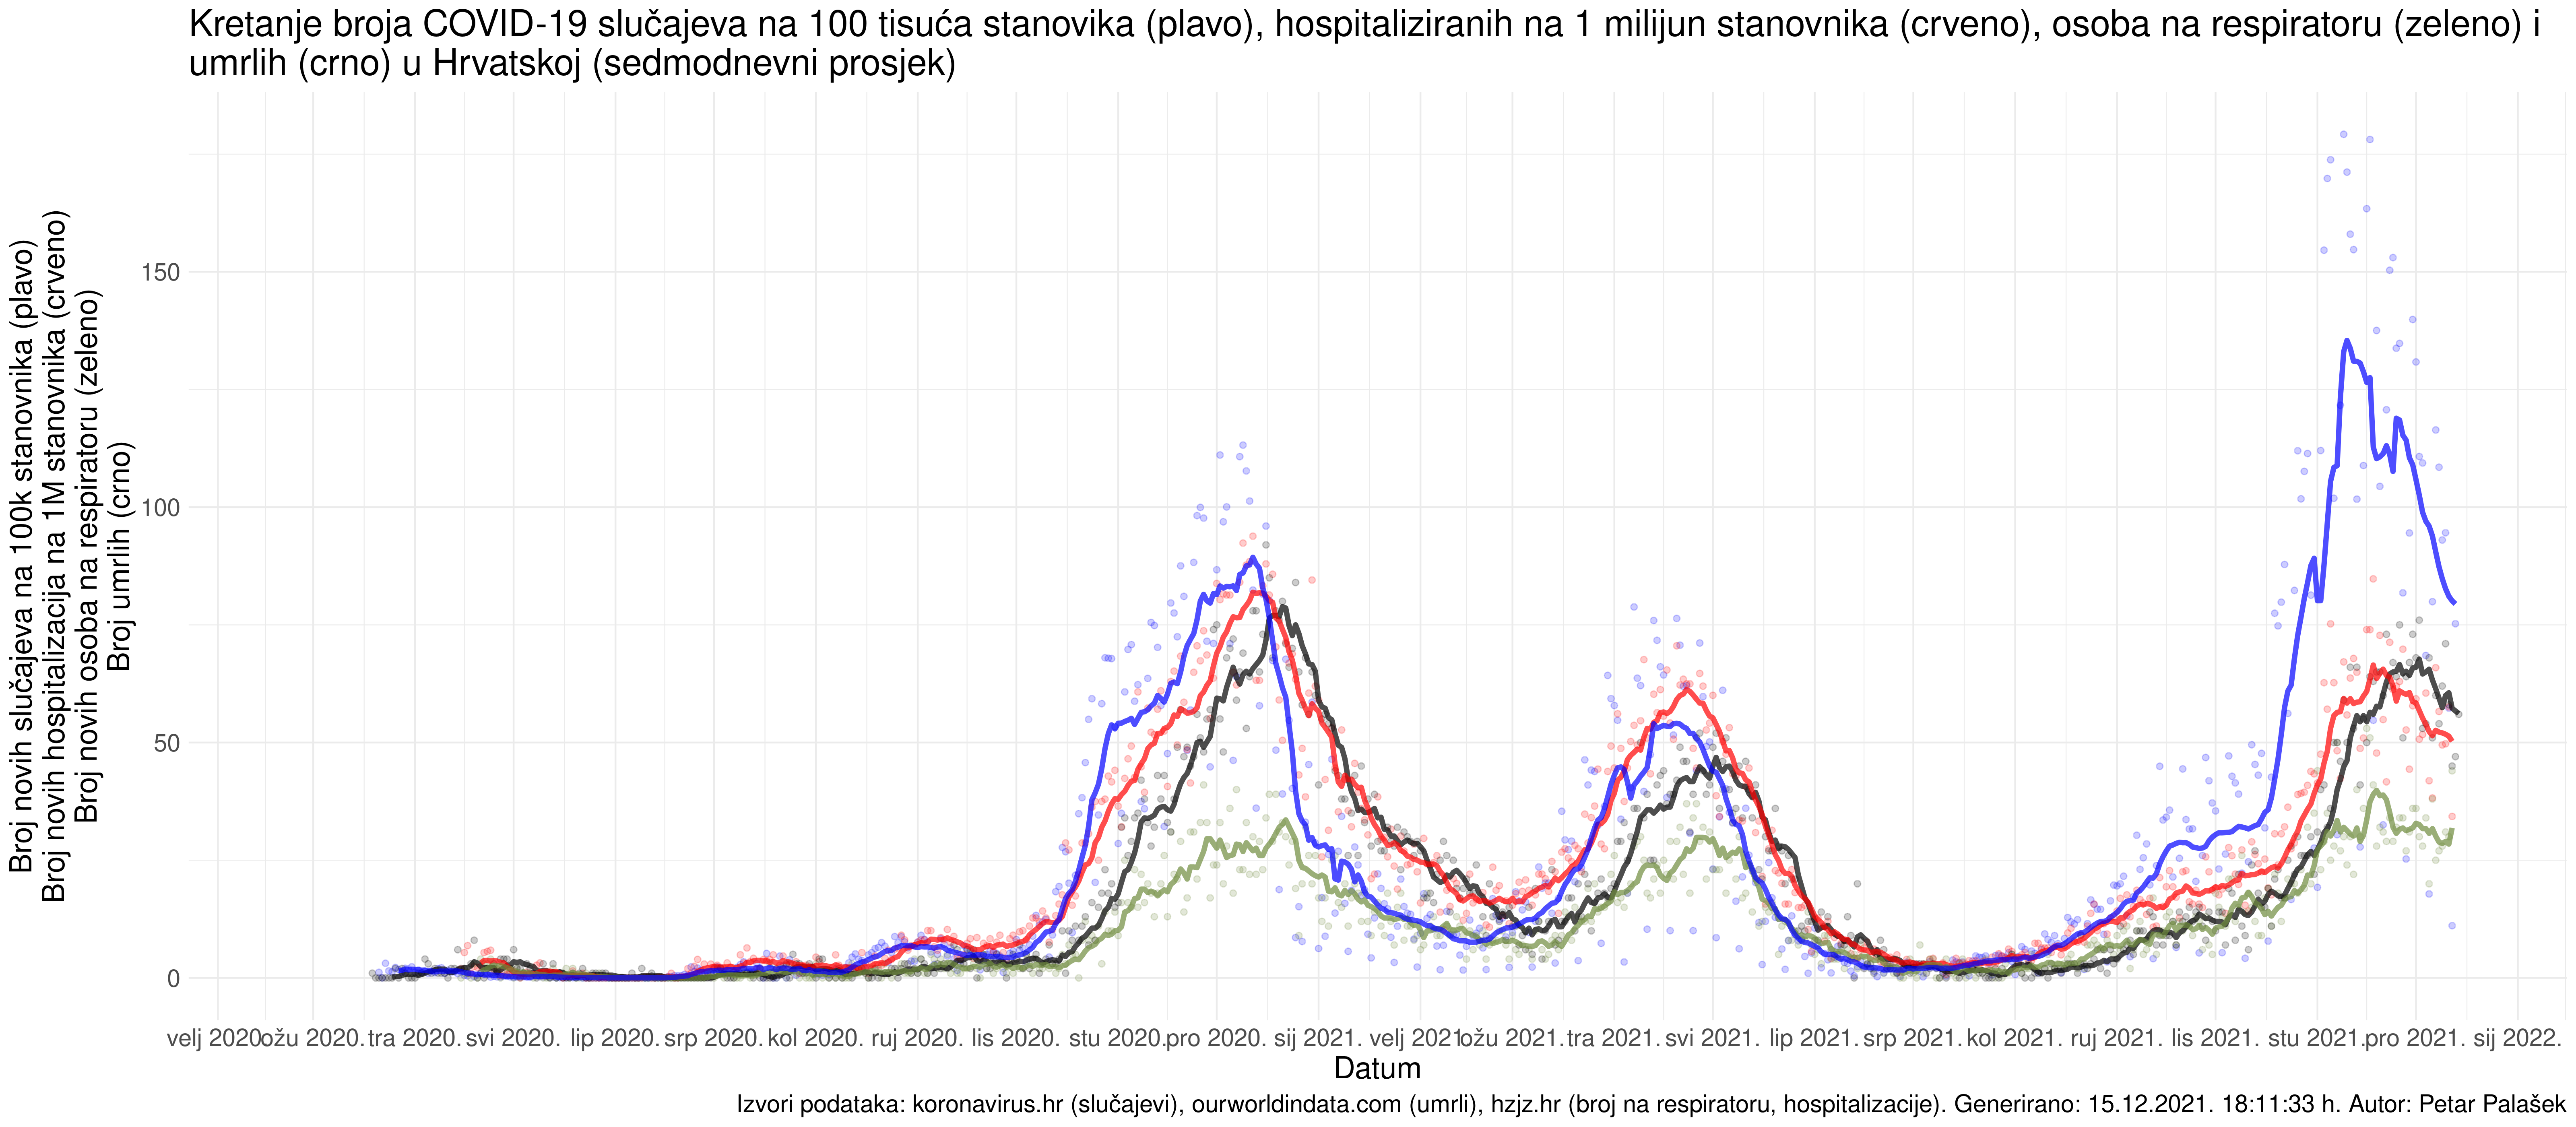 Kretanje broja COVID-19 slučajeva na 100 tisuća stanovika (plavo), hospitaliziranih na 1 milijun stanovnika (crveno), osoba na respiratoru (zeleno) i
umrlih (crno) u Hrvatskoj (sedmodnevni prosjek)
Broj novih slučajeva na 100k stanovnika (plavo)
Broj novih hospitalizacija na 1M stanovnika (crveno)
Broj novih osoba na respiratoru (zeleno)
Broj umrlih (crno)
150
100
50
0
velj 2020. ožu 2020. tra 2020. svi 2020. lip 2020. srp 2020. kol 2020. ruj 2020. lis 2020. stu 2020. pro 2020. sij 2021. velj 2021. ožu 2021. tra 2021. svi 2021. lip 2021. srp 2021. kol 2021. ruj 2021. lis 2021. stu 2021. pro 2021. sij 2022.
Datum
Izvori podataka: koronavirus.hr (slučajevi), ourworldindata.com (umrli), hzjz.hr (broj na respiratoru, hospitalizacije). Generirano: 15.12.2021. 18:11:33 h. Autor: Petar Palašek